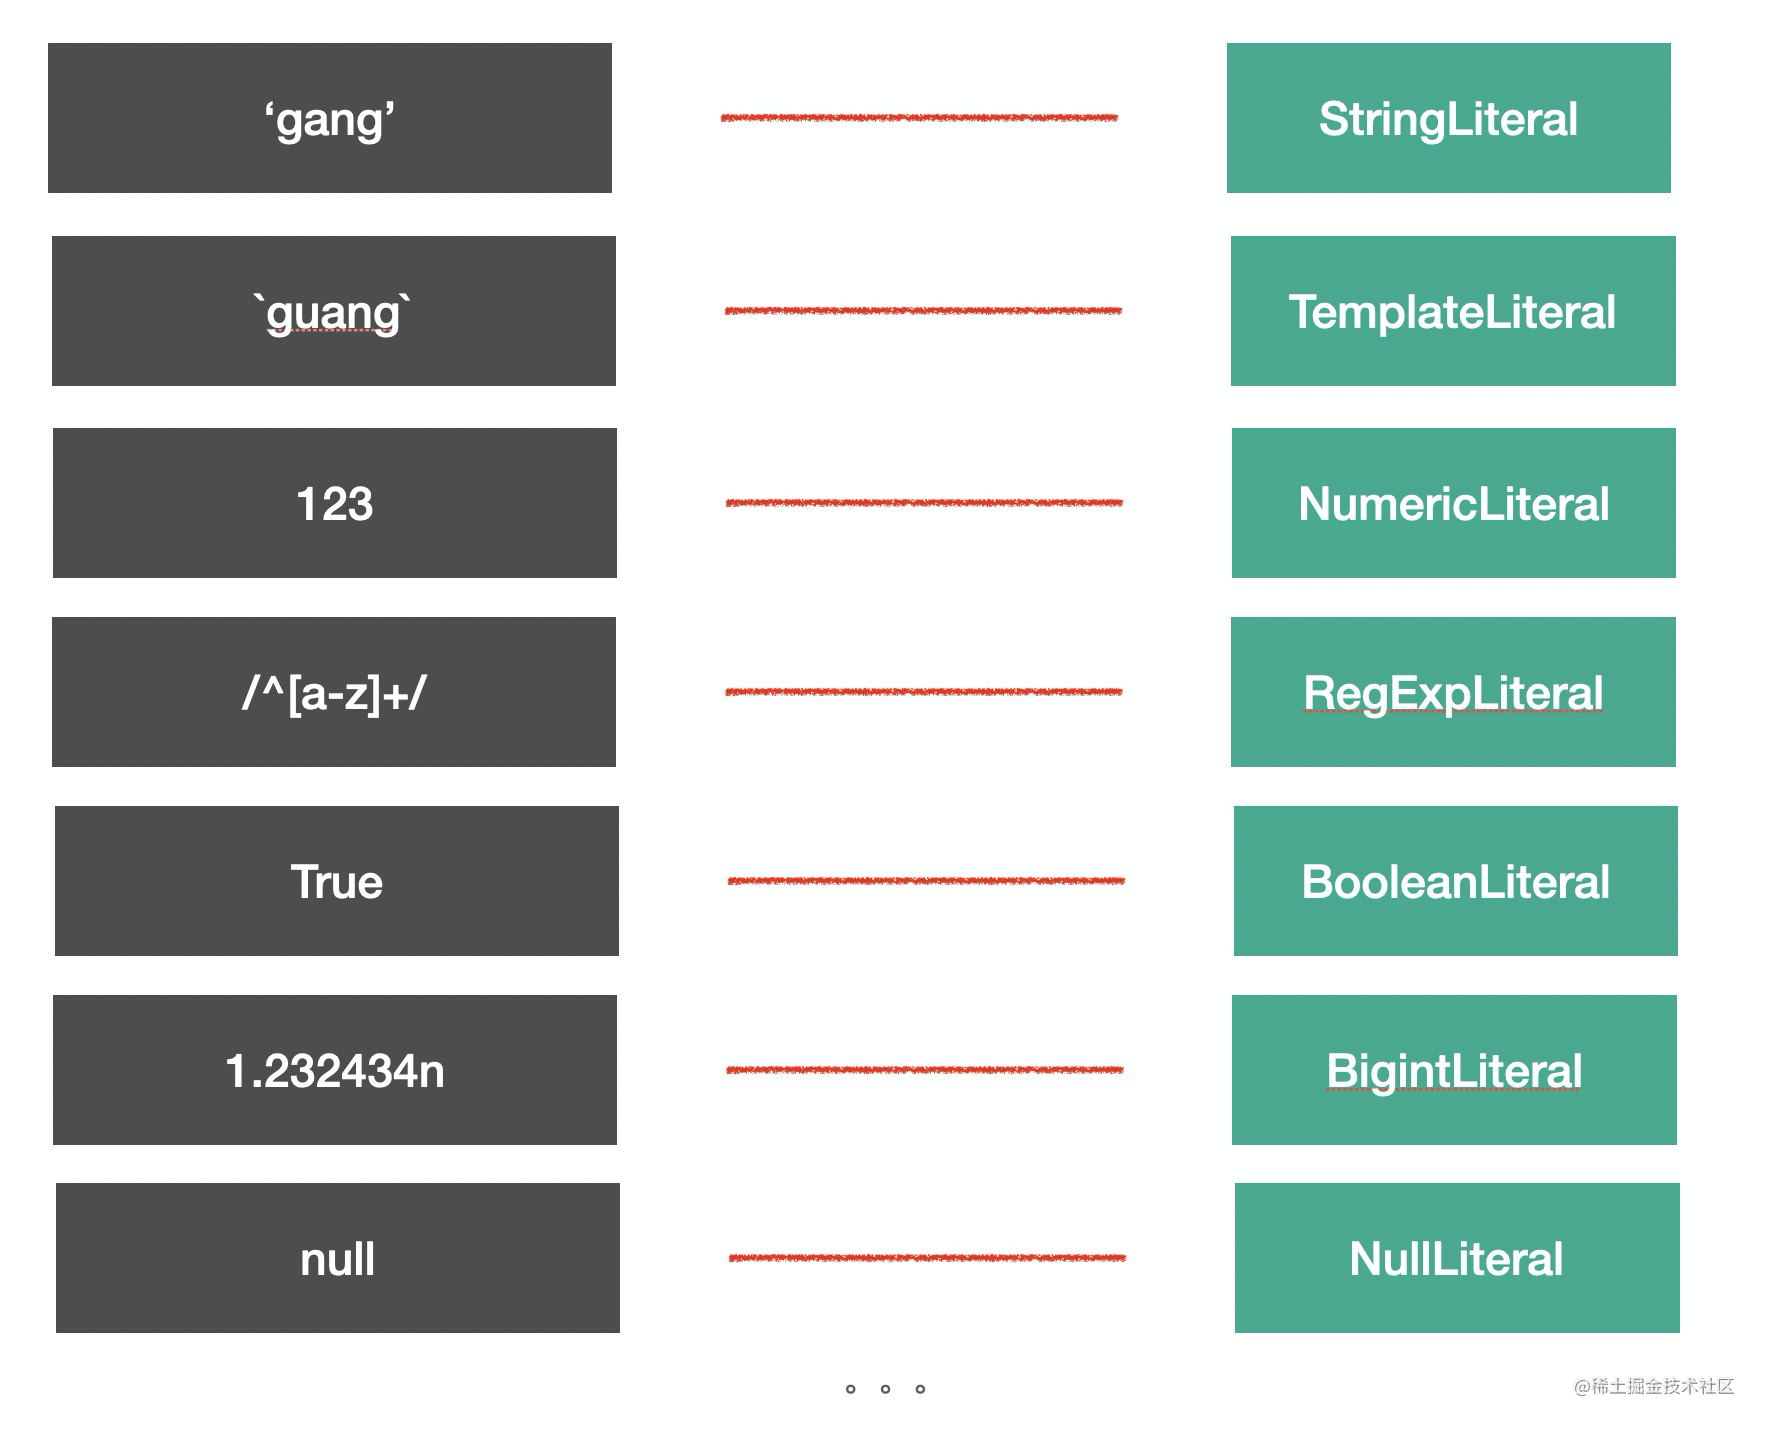 ‘gang’ StringLiteral
`guang` TemplateLiteral
123 NumericLiteral
/^[a-z]+/ RegExpLiteral
True BooleanLiteral
1.232434n BigintLiteral
null NullLiteral
@稀土掘金技术社区